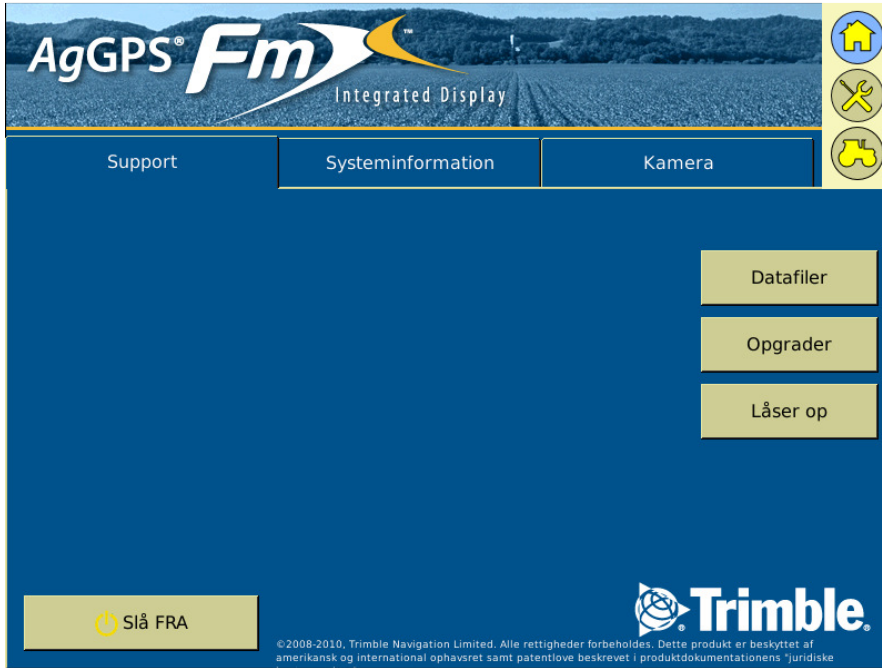 AgGPS® FmX™
Integrated Display
Support Systeminformation Kamera
Datafiler
Opgrader
Låser op
Slå FRA
Trimble.
©2008-2010, Trimble Navigation Limited. Alle rettigheder forbeholdes. Dette produkt er beskyttet af
amerikansk og international ophavsret samt patentlove beskrevet i produktdokumentationens "juridiske